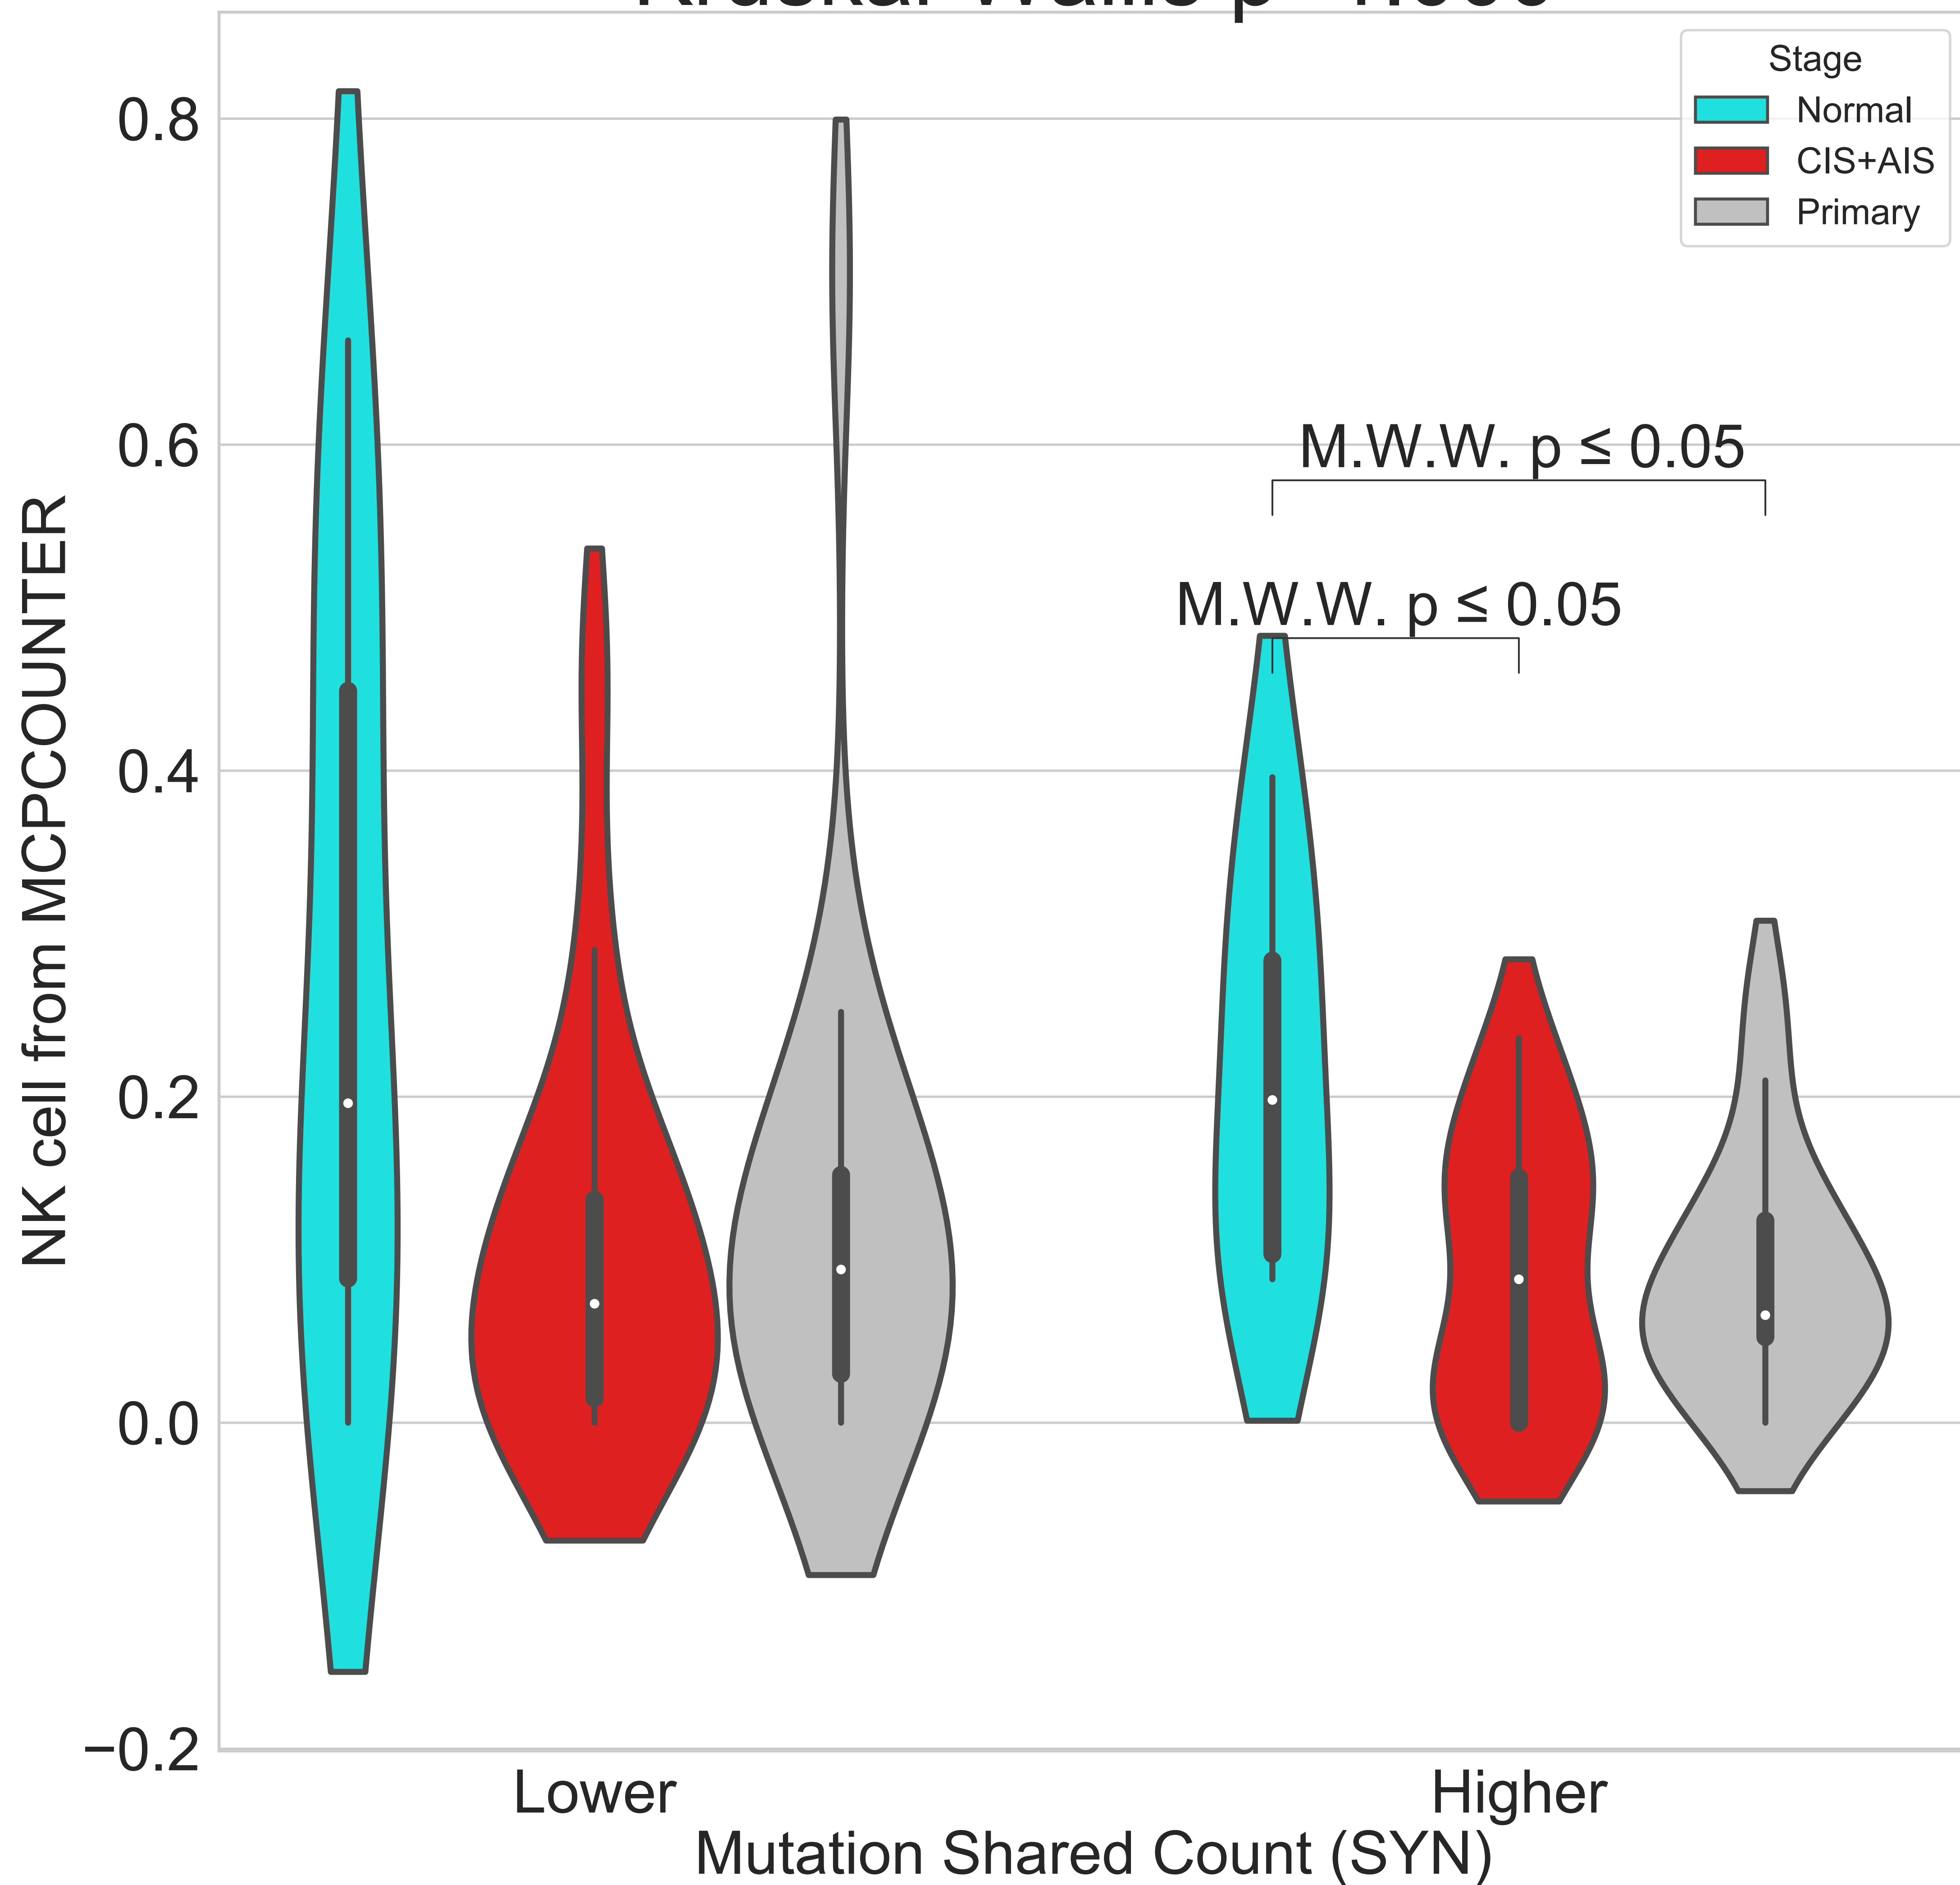 Stage
Normal
CIS+AIS
Primary
NK cell from MCPCOUNTER
0.8
0.6
0.4
0.2
0.0
−0.2
M.W.W. p ≤ 0.05
M.W.W. p ≤ 0.05
Lower
Higher
Mutation Shared Count (SYN)